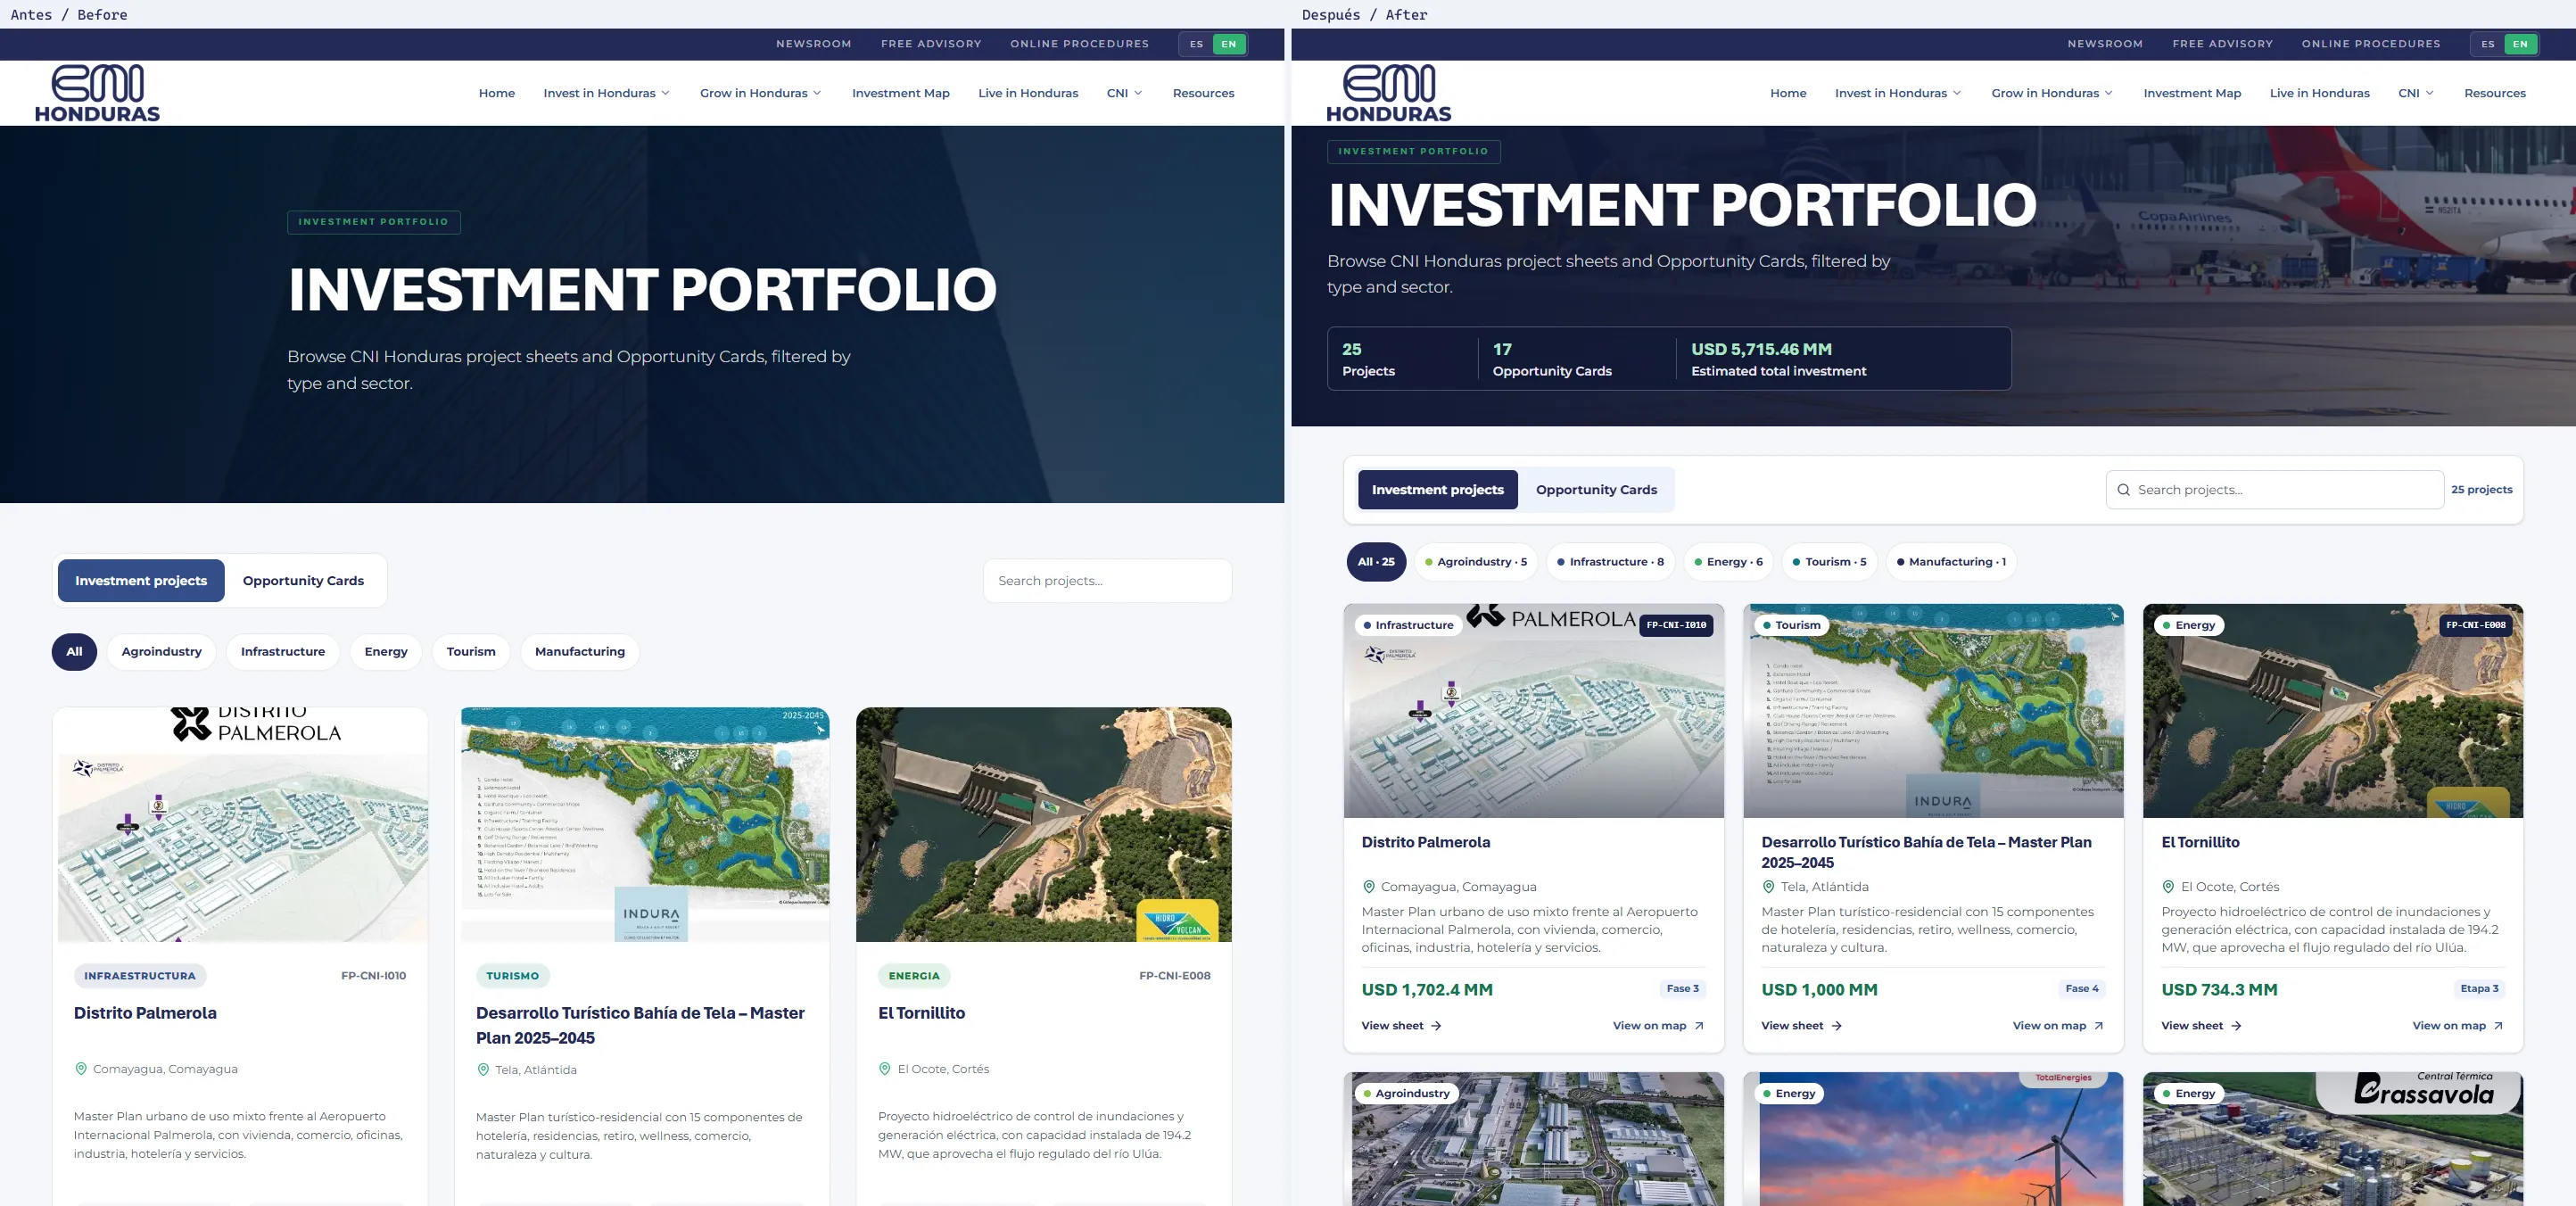 Antes / Before
NEWSROOM FREE ADVISORY ONLINE PROCEDURES ES EN
CNI
HONDURAS
Home Invest in Honduras Grow in Honduras Investment Map Live in Honduras CNI Resources
INVESTMENT PORTFOLIO
INVESTMENT PORTFOLIO
Browse CNI Honduras project sheets and Opportunity Cards, filtered by
type and sector.
Investment projects Opportunity Cards Search projects...
All Agroindustry Infrastructure Energy Tourism Manufacturing
DISTRITO
PALMEROLA
INFRAESTRUCTURA FP-CNI-I010
Distrito Palmerola
Comayagua, Comayagua
Master Plan urbano de uso mixto frente al Aeropuerto
Internacional Palmerola, con vivienda, comercio, oficinas,
industria, hotelería y servicios.
2025-2045
INDURA
TURISMO
Desarrollo Turístico Bahía de Tela – Master
Plan 2025–2045
Tela, Atlántida
Master Plan turístico-residencial con 15 componentes de
hotelería, residencias, retiro, wellness, comercio,
naturaleza y cultura.
HIDRO
VOLCAN
ENERGIA FP-CNI-E008
El Tornillito
El Ocote, Cortés
Proyecto hidroeléctrico de control de inundaciones y
generación eléctrica, con capacidad instalada de 194.2
MW, que aprovecha el flujo regulado del río Ulúa.
Después / After
NEWSROOM FREE ADVISORY ONLINE PROCEDURES ES EN
CNI
HONDURAS
Home Invest in Honduras Grow in Honduras Investment Map Live in Honduras CNI Resources
INVESTMENT PORTFOLIO
INVESTMENT PORTFOLIO
CopaAirlines
N521TA
Browse CNI Honduras project sheets and Opportunity Cards, filtered by
type and sector.
25 17 USD 5,715.46 MM
Projects Opportunity Cards Estimated total investment
Investment projects Opportunity Cards Search projects... 25 projects
All · 25 Agroindustry · 5 Infrastructure · 8 Energy · 6 Tourism · 5 Manufacturing · 1
Infrastructure PALMEROLA FP-CNI-I010
Distrito Palmerola
Comayagua, Comayagua
Master Plan urbano de uso mixto frente al Aeropuerto
Internacional Palmerola, con vivienda, comercio,
oficinas, industria, hotelería y servicios.
USD 1,702.4 MM Fase 3
View sheet View on map
Tourism
INDURA
Desarrollo Turístico Bahía de Tela – Master Plan
2025–2045
Tela, Atlántida
Master Plan turístico-residencial con 15 componentes
de hotelería, residencias, retiro, wellness, comercio,
naturaleza y cultura.
USD 1,000 MM Fase 4
View sheet View on map
Energy FP-CNI-E008
El Tornillito
El Ocote, Cortés
Proyecto hidroeléctrico de control de inundaciones y
generación eléctrica, con capacidad instalada de 194.2
MW, que aprovecha el flujo regulado del río Ulúa.
USD 734.3 MM Etapa 3
View sheet View on map
Agroindustry
TotalEnergies
Energy
Central Térmica
Brassavola
Energy